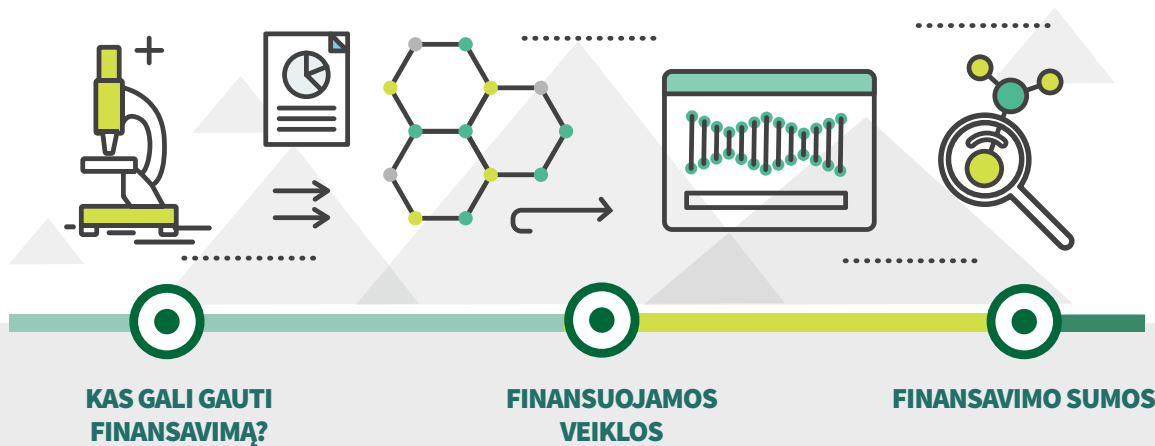 KAS GALI GAUTI
FINANSAVIMĄ?
FINANSUOJAMOS
VEIKLOS
FINANSAVIMO SUMOS